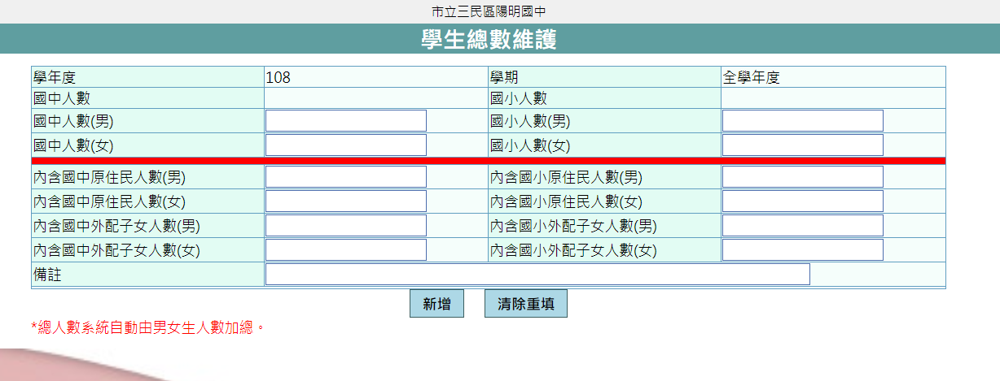 市立三民區陽明國中
學生總數維護
學年度 108 學期 全學年度
國中人數 國小人數
國中人數(男) 國小人數(男)
國中人數(女) 國小人數(女)
內含國中原住民人數(男) 內含國小原住民人數(男)
內含國中原住民人數(女) 內含國小原住民人數(女)
內含國中外配子女人數(男) 內含國小外配子女人數(男)
內含國中外配子女人數(女) 內含國小外配子女人數(女)
備註
新增 清除重填
*總人數系統自動由男女生人數加總。